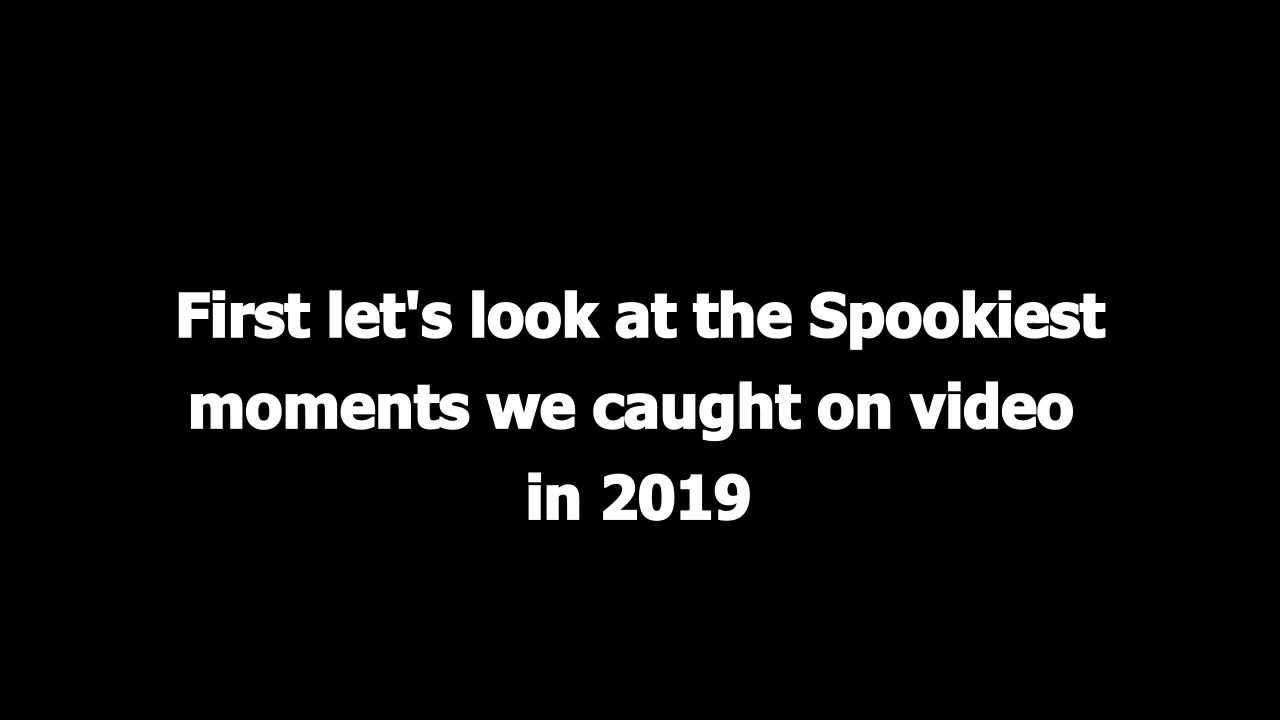 First let's look at the Spookiest
moments we caught on video
in 2019